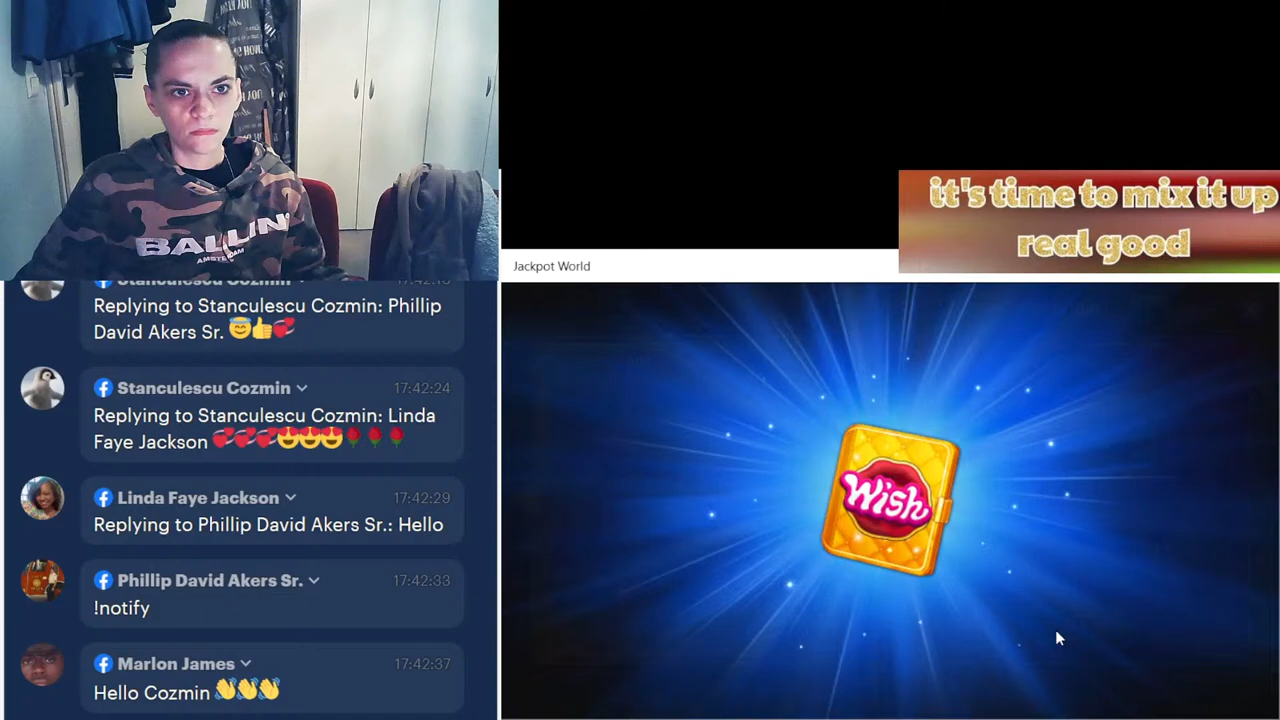 BALLIN
AMSTERDAM
it's time to mix it up
real good
Jackpot World
Stanculescu Cozmin
Replying to Stanculescu Cozmin: Phillip
David Akers Sr. 😇👍💞
Stanculescu Cozmin 17:42:24
Replying to Stanculescu Cozmin: Linda
Faye Jackson 💞💞💞😍😍😍🌹🌹🌹
Linda Faye Jackson 17:42:29
Replying to Phillip David Akers Sr.: Hello
Phillip David Akers Sr. 17:42:33
!notify
Marlon James 17:42:37
Hello Cozmin 👋👋👋
Wish